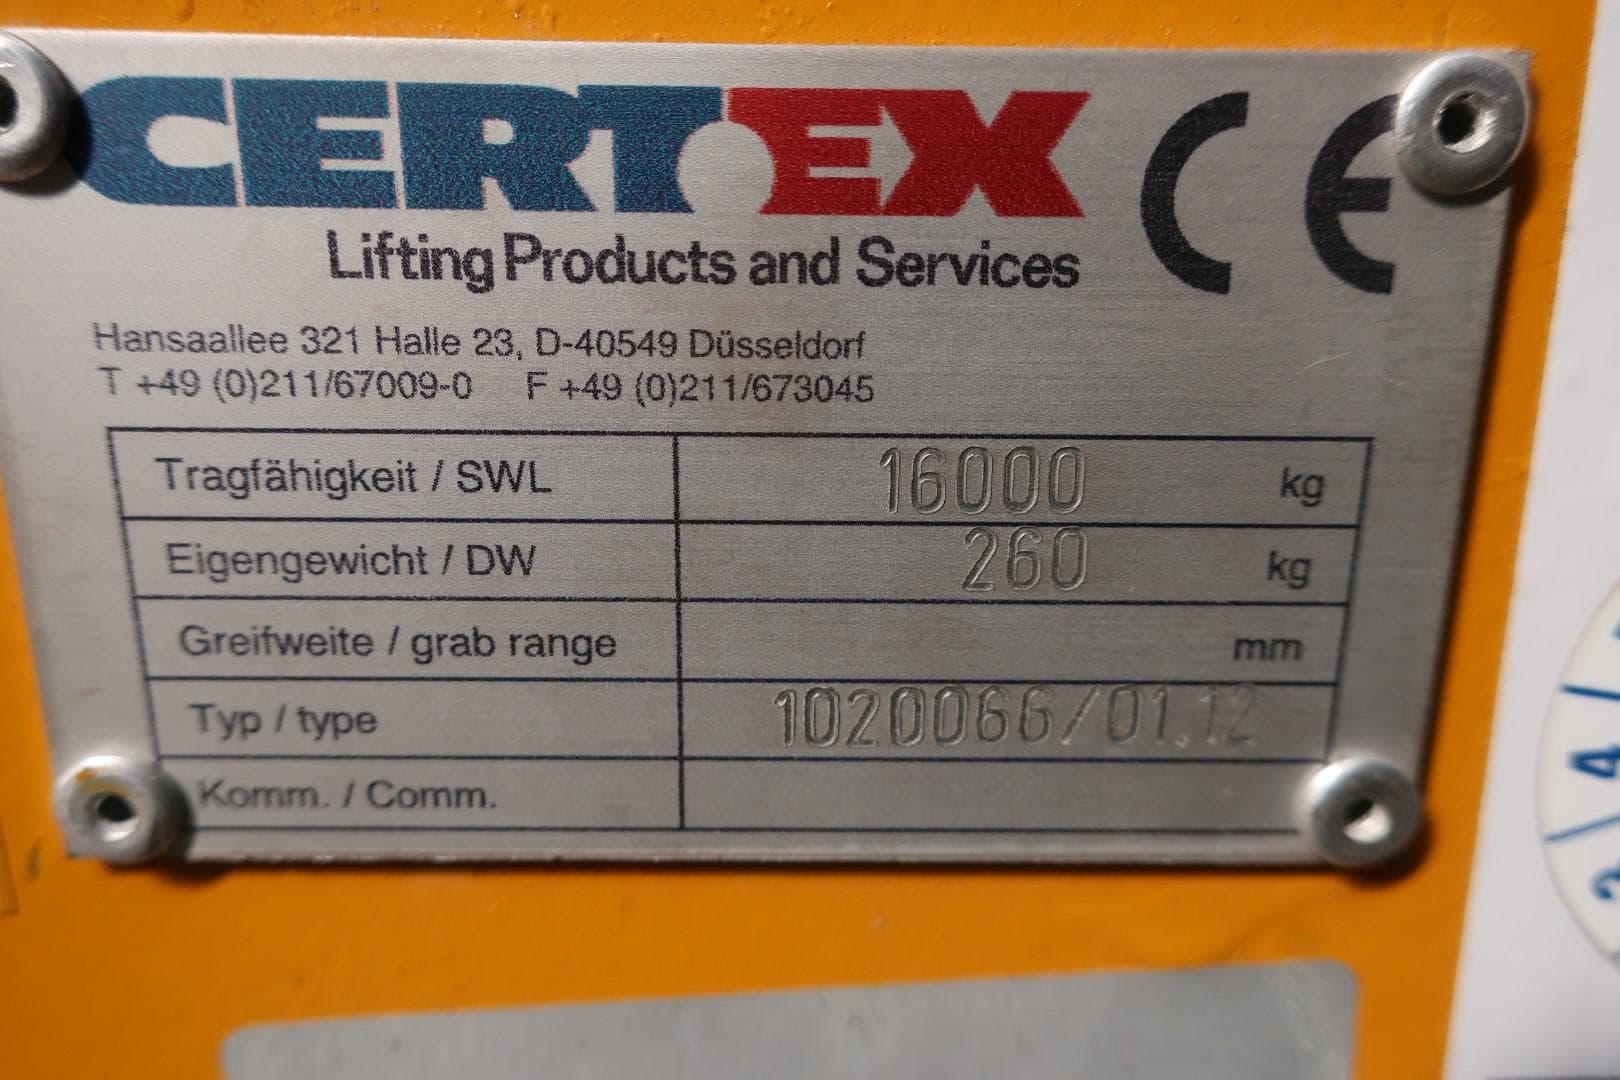 CERTEX CE
Lifting Products and Services
Hansaallee 321 Halle 23, D-40549 Düsseldorf
T +49 (0)211/67009-0 F +49 (0)211/673045
Tragfähigkeit / SWL 16000 kg
Eigengewicht / DW 260 kg
Greifweite / grab range mm
Typ / type 1020066/01.12
Komm. / Comm.
4
3